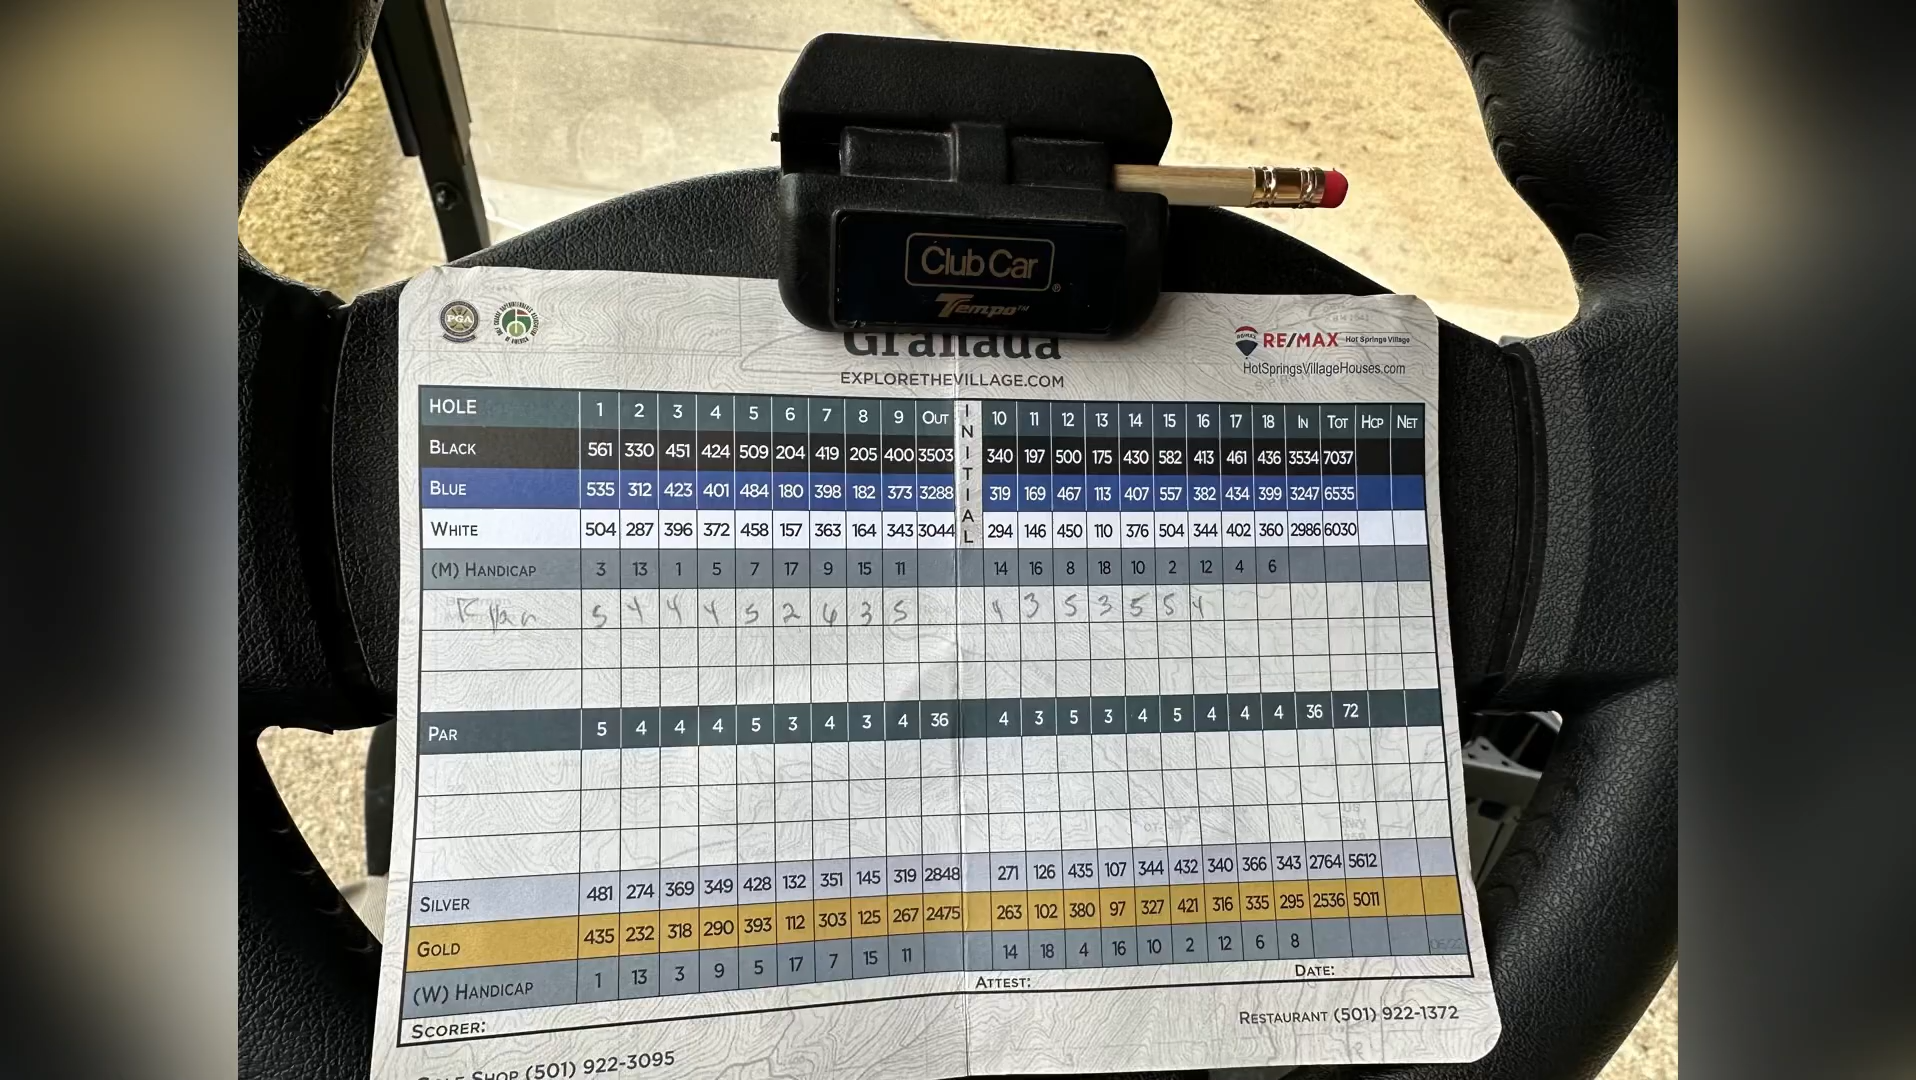 Club Car®
Tempo™
PGA
Granada
EXPLORETHEVILLAGE.COM
RE/MAX Hot Springs Village
HotSpringsVillageHouses.com
HOLE 1 2 3 4 5 6 7 8 9 OUT INITIAL 10 11 12 13 14 15 16 17 18 IN TOT HCP NET
BLACK 561 330 451 424 509 204 419 205 400 3503 340 197 500 175 430 582 413 461 436 3534 7037
BLUE 535 312 423 401 484 180 398 182 373 3288 319 169 467 113 407 557 382 434 399 3247 6535
WHITE 504 287 396 372 458 157 363 164 343 3044 294 146 450 110 376 504 344 402 360 2986 6030
(M) HANDICAP 3 13 1 5 7 17 9 15 11 14 16 8 18 10 2 12 4 6
5 4 4 4 5 2 6 3 5 4 3 5 3 5 5 4
PAR 5 4 4 4 5 3 4 3 4 36 4 3 5 3 4 5 4 4 4 36 72
SILVER 481 274 369 349 428 132 351 145 319 2848 271 126 435 107 344 432 340 366 343 2764 5612
GOLD 435 232 318 290 393 112 303 125 267 2475 263 102 380 97 327 421 316 335 295 2536 5011
(W) HANDICAP 1 13 3 9 5 17 7 15 11 14 18 4 16 10 2 12 6 8
SCORER: ATTEST: DATE:
GOLF SHOP (501) 922-3095 RESTAURANT (501) 922-1372